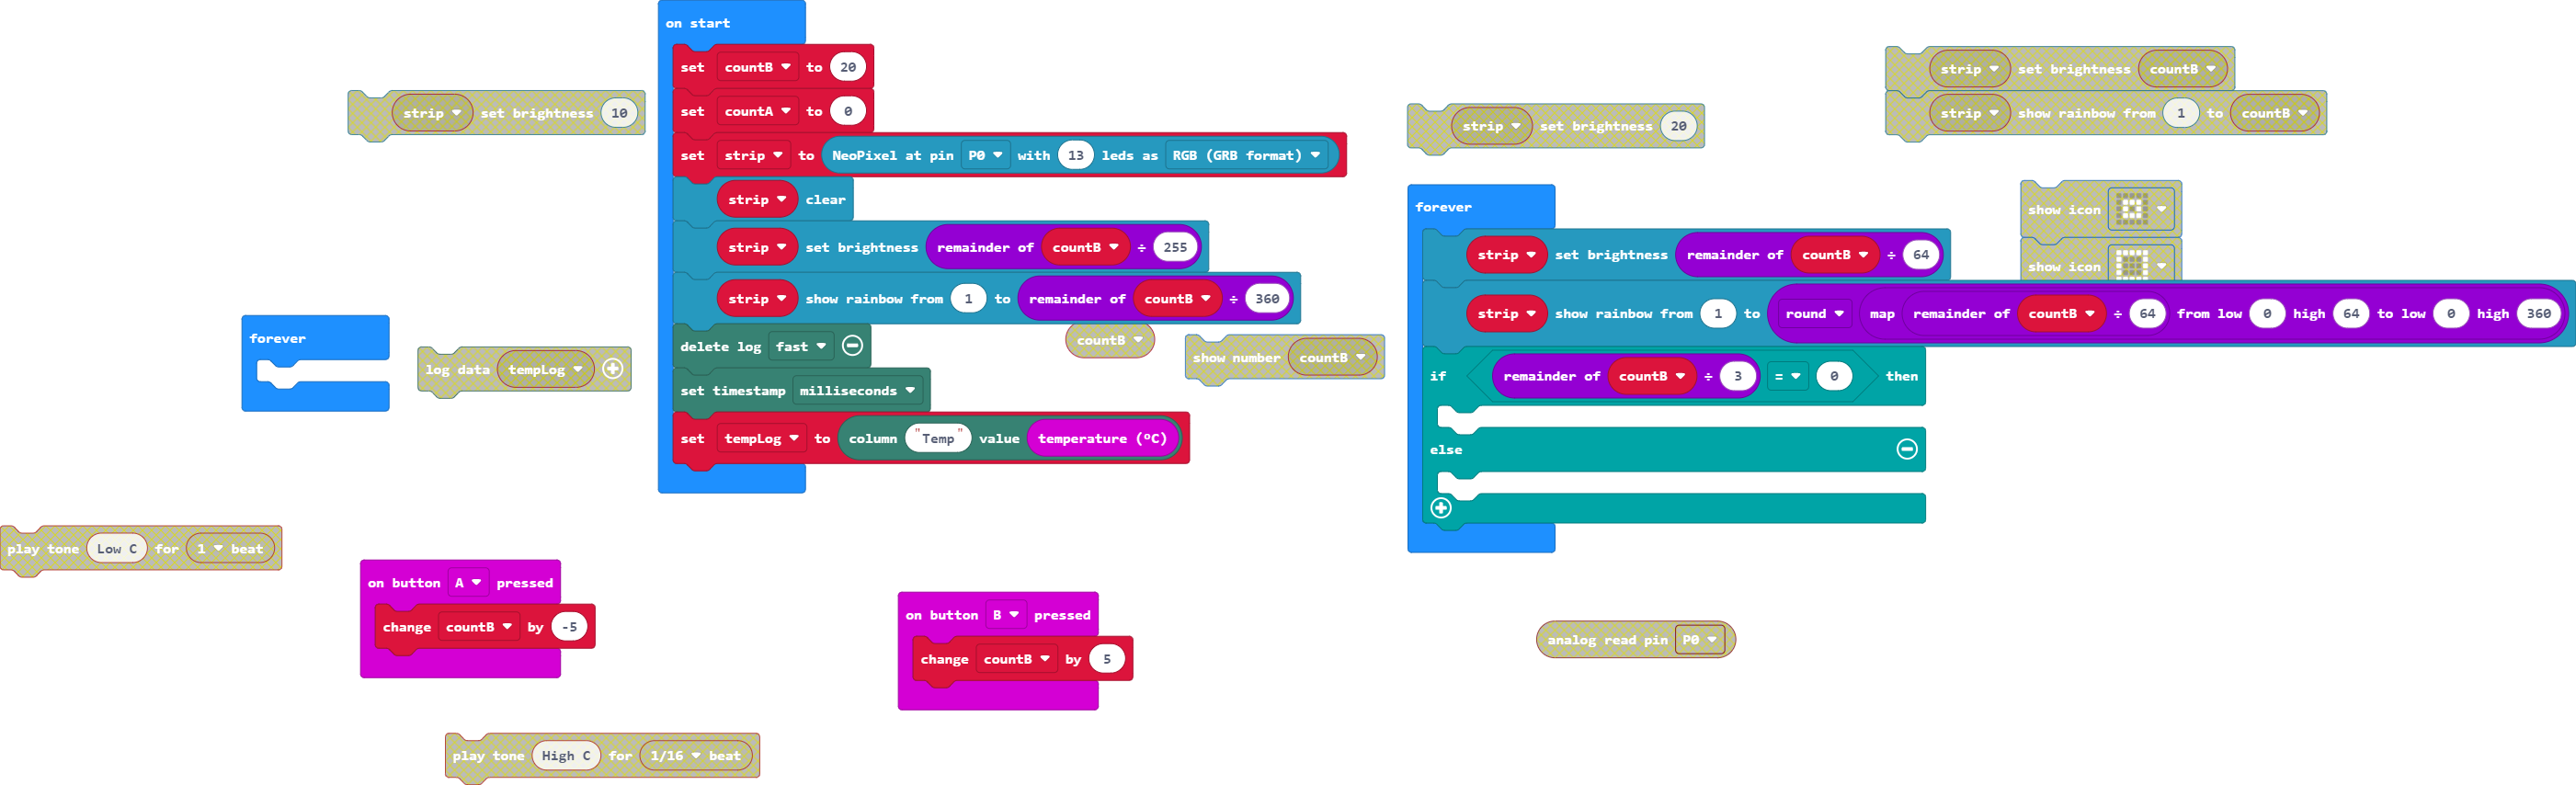 on start
set countB to 20
set countA to 0
set strip to NeoPixel at pin P0 with 13 leds as RGB (GRB format)
strip clear
strip set brightness remainder of countB ÷ 255
strip show rainbow from 1 to remainder of countB ÷ 360
delete log fast
set timestamp milliseconds
set tempLog to column "Temp" value temperature (ºC)
strip set brightness 10
forever
log data tempLog
countB
show number countB
play tone Low C for 1 beat
on button A pressed
change countB by -5
play tone High C for 1/16 beat
on button B pressed
change countB by 5
strip set brightness 20
strip set brightness countB
strip show rainbow from 1 to countB
show icon
show icon
forever
strip set brightness remainder of countB ÷ 64
strip show rainbow from 1 to round map remainder of countB ÷ 64 from low 0 high 64 to low 0 high 360
if remainder of countB ÷ 3 = 0 then
else
analog read pin P0